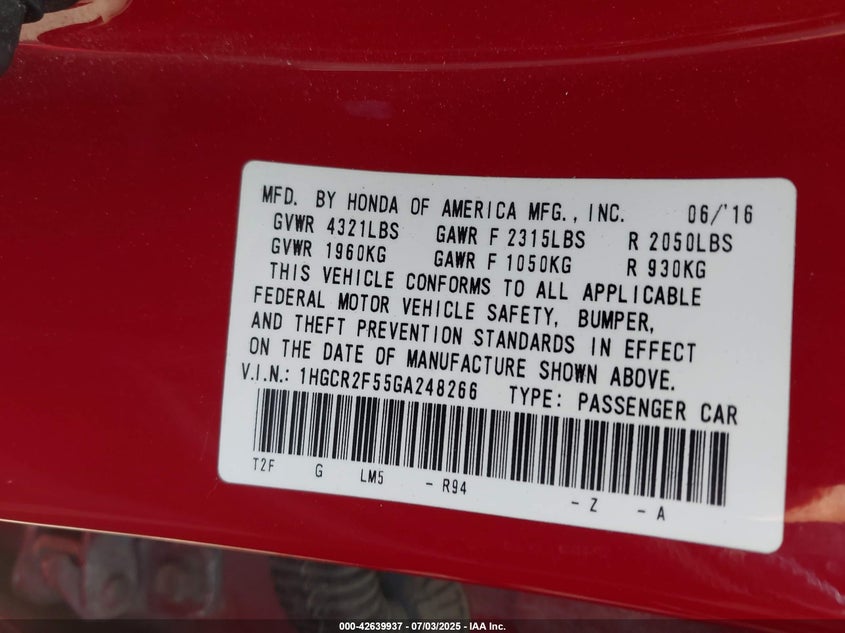 MFD. BY HONDA OF AMERICA MFG., INC. 06/'16
GVWR 4321LBS GAWR F 2315LBS R 2050LBS
GVWR 1960KG GAWR F 1050KG R 930KG
THIS VEHICLE CONFORMS TO ALL APPLICABLE
FEDERAL MOTOR VEHICLE SAFETY, BUMPER,
AND THEFT PREVENTION STANDARDS IN EFFECT
ON THE DATE OF MANUFACTURE SHOWN ABOVE.
V.I.N.: 1HGCR2F55GA248266 TYPE: PASSENGER CAR
T2F G LM5 - R94 - Z - A
000-42639937 - 07/03/2025 - IAA Inc.